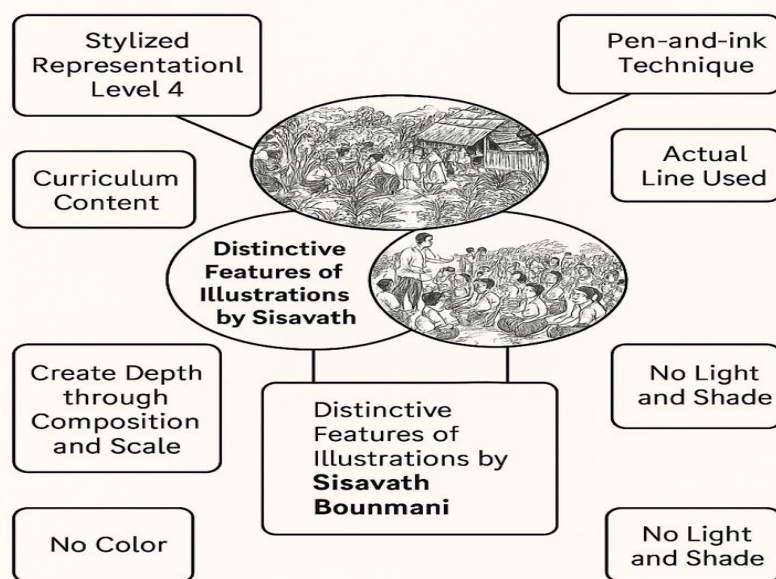 Stylized
Representationl
Level 4
Pen-and-ink
Technique
Curriculum
Content
Actual
Line Used
Distinctive
Features of
Illustrations
by Sisavath
Create Depth
through
Composition
and Scale
No Light
and Shade
Distinctive
Features of
Illustrations by
Sisavath
Bounmani
No Color
No Light
and Shade